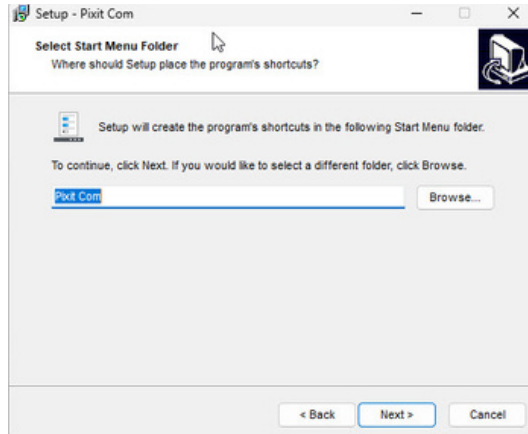 Setup - Pixit Com
Select Start Menu Folder
Where should Setup place the program's shortcuts?
Setup will create the program's shortcuts in the following Start Menu folder.
To continue, click Next. If you would like to select a different folder, click Browse.
Pixit Com
Browse...
< Back
Next >
Cancel